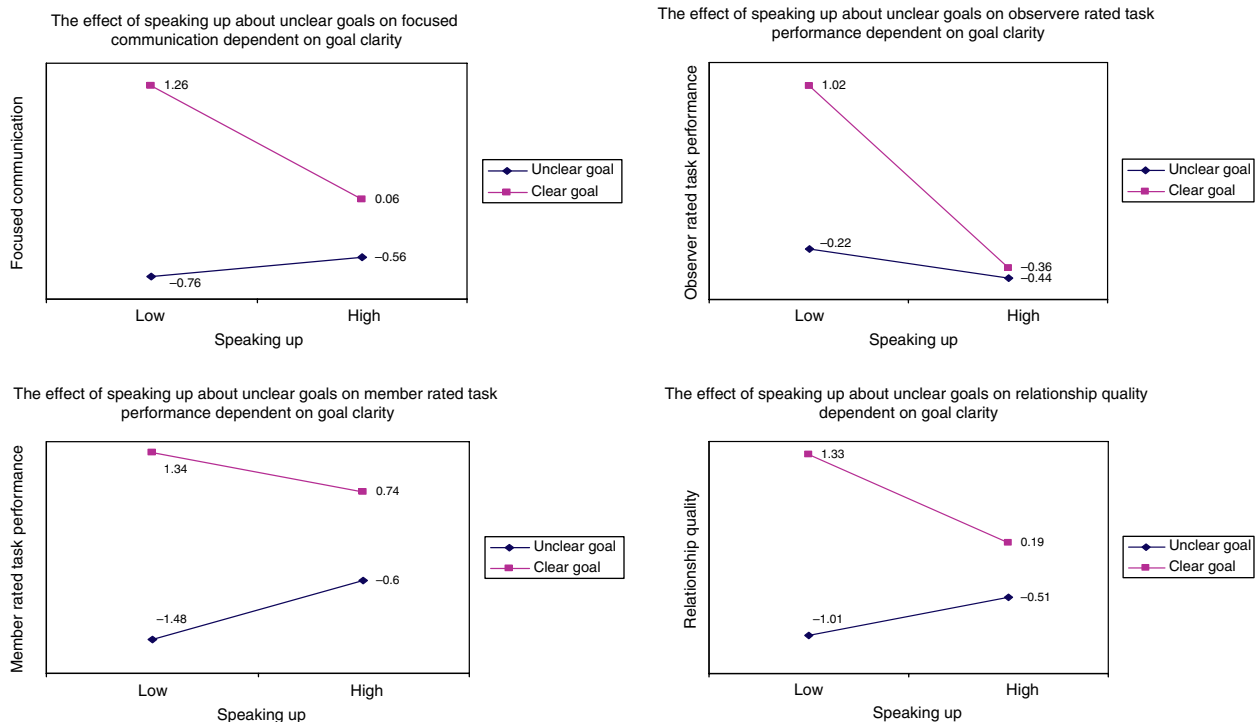 The effect of speaking up about unclear goals on focused
communication dependent on goal clarity
Focused communication
1.26
0.06
−0.56
−0.76
Low
High
Speaking up
Unclear goal
Clear goal
The effect of speaking up about unclear goals on observere rated task
performance dependent on goal clarity
Observer rated task performance
1.02
−0.22
−0.36
−0.44
Low
High
Speaking up
Unclear goal
Clear goal
The effect of speaking up about unclear goals on member rated task
performance dependent on goal clarity
Member rated task performance
1.34
0.74
−0.6
−1.48
Low
High
Speaking up
Unclear goal
Clear goal
The effect of speaking up about unclear goals on relationship quality
dependent on goal clarity
Relationship quality
1.33
0.19
−0.51
−1.01
Low
High
Speaking up
Unclear goal
Clear goal